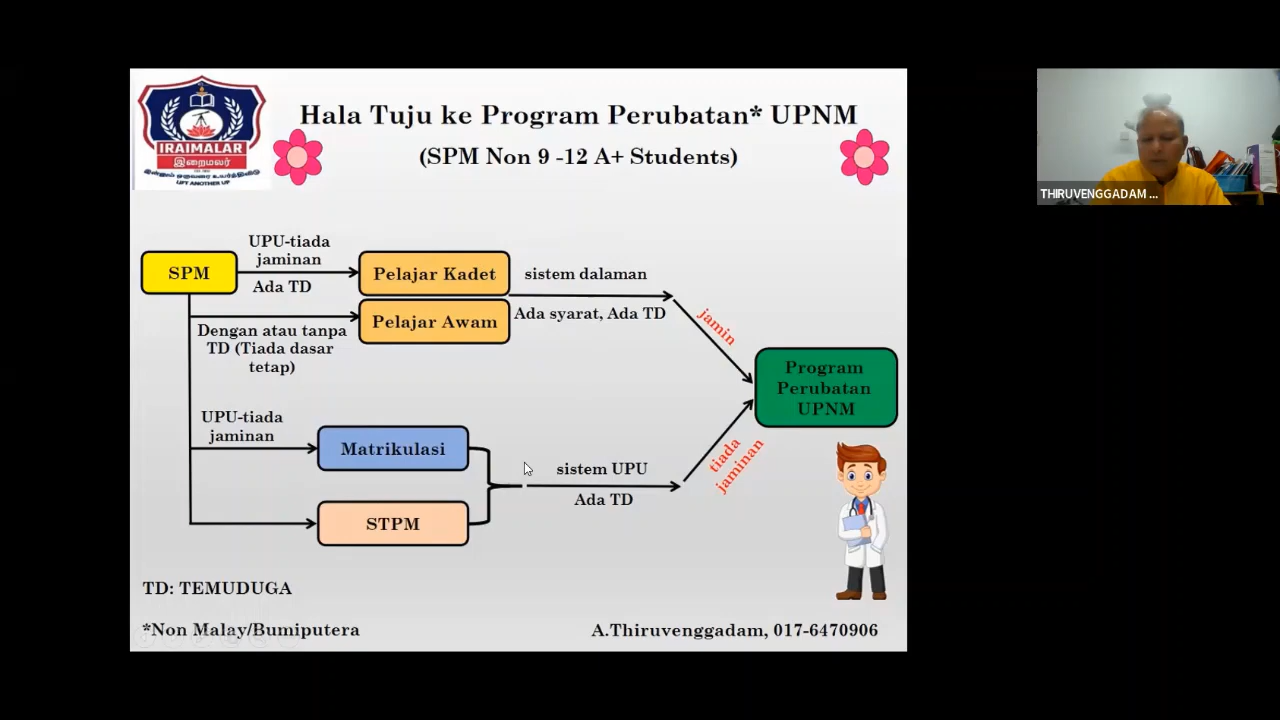 Hala Tuju ke Program Perubatan* UPNM
(SPM Non 9 -12 A+ Students)
IRAIMALAR
இறைமலர்
LIFT ANOTHER UP
THIRUVENGGADAM ...
SPM
UPU-tiada
jaminan
Ada TD
Pelajar Kadet
sistem dalaman
Pelajar Awam
Ada syarat, Ada TD
Dengan atau tanpa
TD (Tiada dasar
tetap)
jamin
Program
Perubatan
UPNM
UPU-tiada
jaminan
Matrikulasi
sistem UPU
Ada TD
tiada
jaminan
STPM
TD: TEMUDUGA
*Non Malay/Bumiputera
A.Thiruvenggadam, 017-6470906